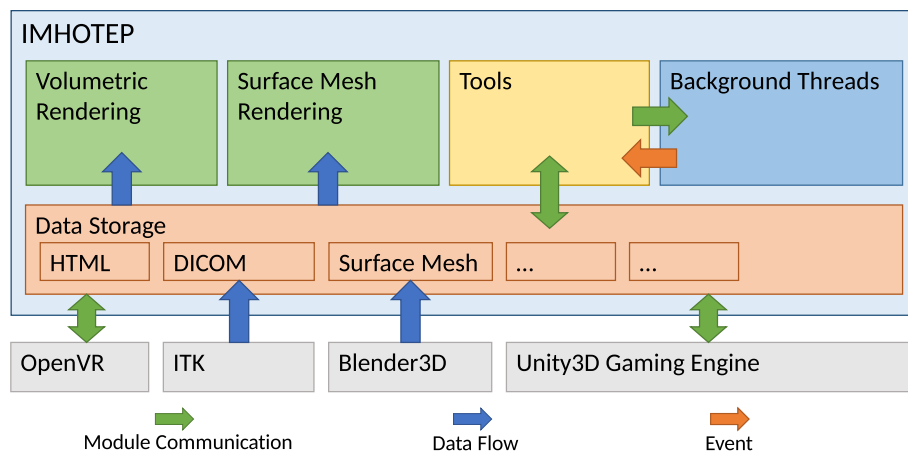 IMHOTEP
Volumetric
Rendering
Surface Mesh
Rendering
Tools
Background Threads
Data Storage
HTML
DICOM
Surface Mesh
...
...
OpenVR
ITK
Blender3D
Unity3D Gaming Engine
Module Communication
Data Flow
Event